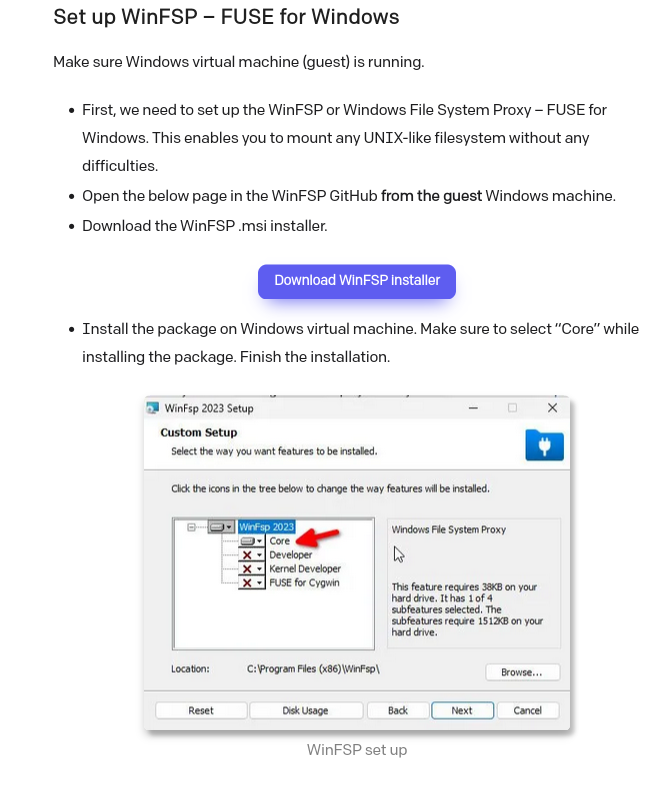 Set up WinFSP – FUSE for Windows
Make sure Windows virtual machine (guest) is running.
First, we need to set up the WinFSP or Windows File System Proxy – FUSE for
Windows. This enables you to mount any UNIX-like filesystem without any
difficulties.
Open the below page in the WinFSP GitHub from the guest Windows machine.
Download the WinFSP .msi installer.
Download WinFSP installer
Install the package on Windows virtual machine. Make sure to select “Core” while
installing the package. Finish the installation.
WinFsp 2023 Setup
Custom Setup
Select the way you want features to be installed.
Click the icons in the tree below to change the way features will be installed.
WinFsp 2023
Core
Developer
Kernel Developer
FUSE for Cygwin
Windows File System Proxy
This feature requires 38KB on your
hard drive. It has 1 of 4
subfeatures selected. The
subfeatures require 1512KB on your
hard drive.
Location: C:\Program Files (x86)\WinFsp\
Browse...
Reset Disk Usage Back Next Cancel
WinFSP set up